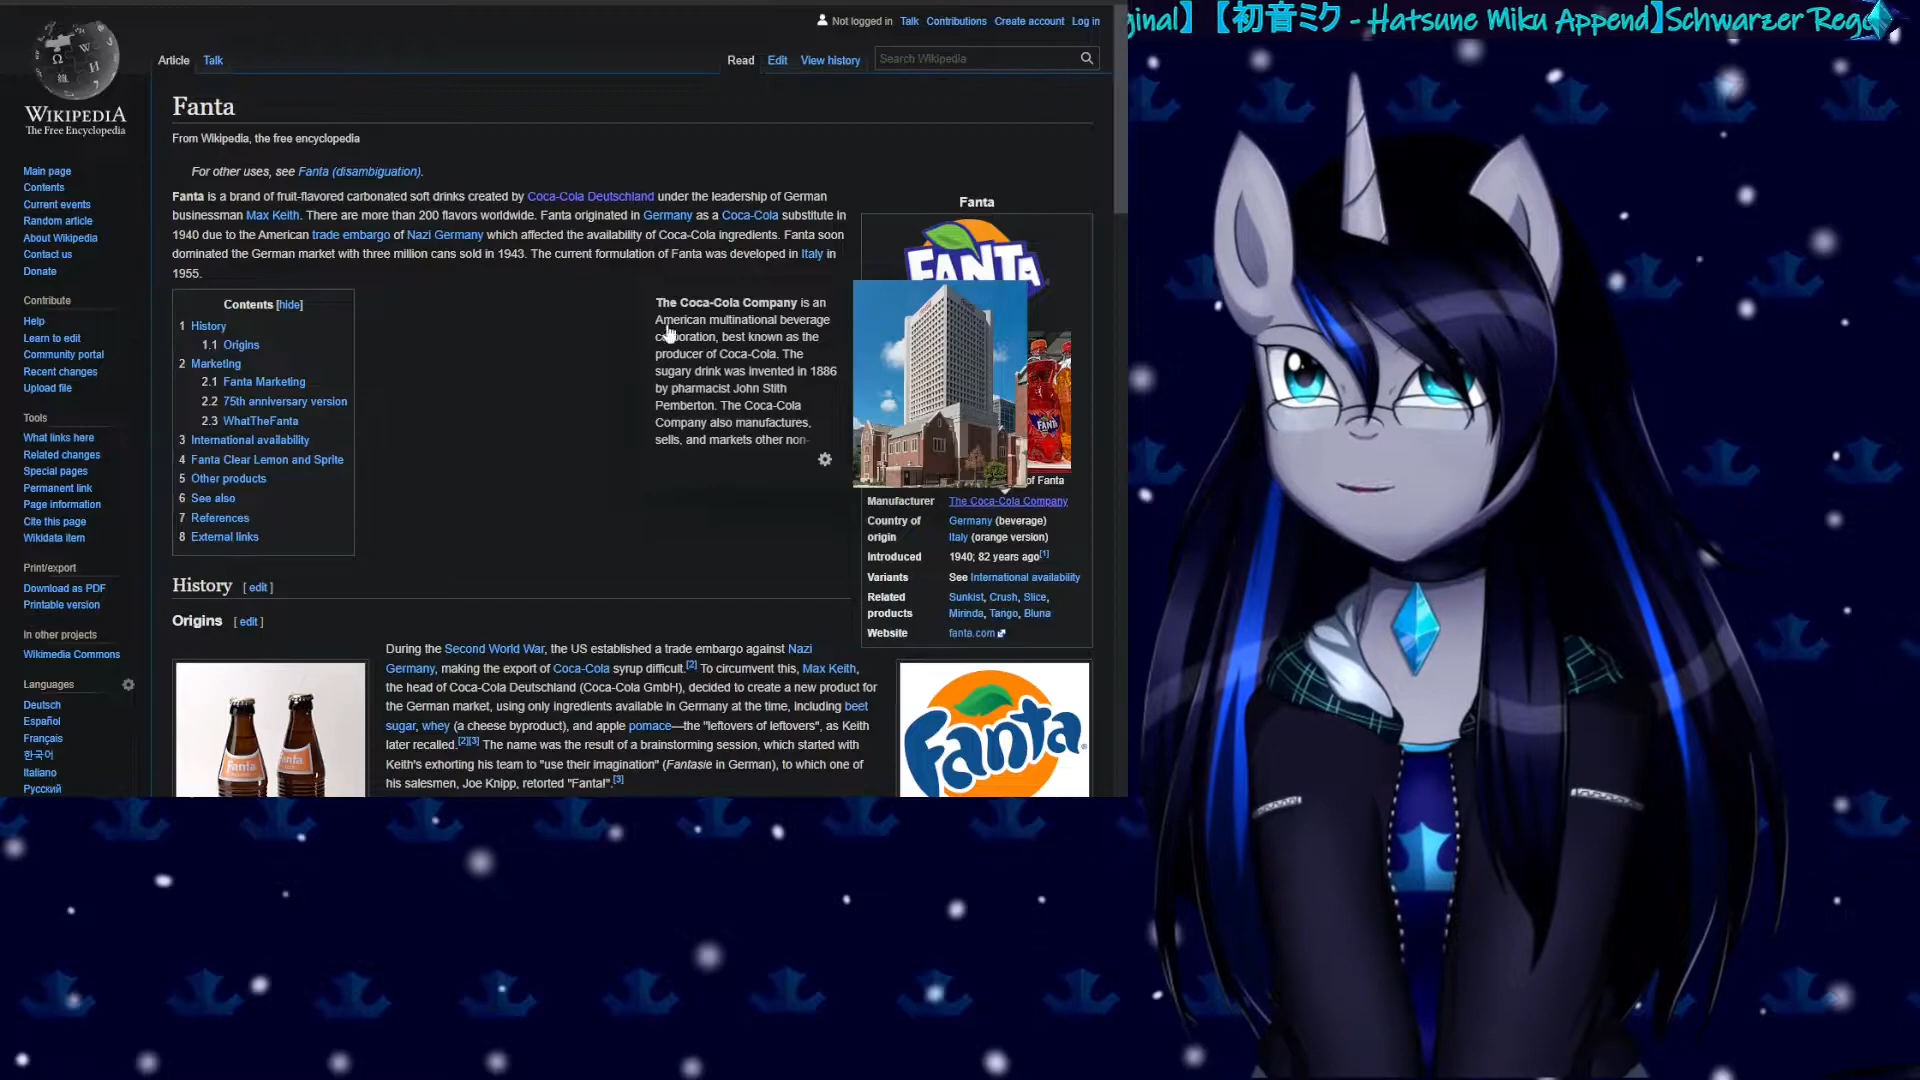 ginal】【初音ミク - Hatsune Miku Append】Schwarzer Rege
Not logged in Talk Contributions Create account Log in
Article Talk Read Edit View history Search Wikipedia
WIKIPEDIA
The Free Encyclopedia
Main page
Contents
Current events
Random article
About Wikipedia
Contact us
Donate
Contribute
Help
Learn to edit
Community portal
Recent changes
Upload file
Tools
What links here
Related changes
Special pages
Permanent link
Page information
Cite this page
Wikidata item
Print/export
Download as PDF
Printable version
In other projects
Wikimedia Commons
Languages
Deutsch
Español
Français
한국어
Italiano
Русский
Fanta
From Wikipedia, the free encyclopedia
For other uses, see Fanta (disambiguation).
Fanta is a brand of fruit-flavored carbonated soft drinks created by Coca-Cola Deutschland under the leadership of German
businessman Max Keith. There are more than 200 flavors worldwide. Fanta originated in Germany as a Coca-Cola substitute in
1940 due to the American trade embargo of Nazi Germany which affected the availability of Coca-Cola ingredients. Fanta soon
dominated the German market with three million cans sold in 1943. The current formulation of Fanta was developed in Italy in
1955.
Contents [hide]
1 History
1.1 Origins
2 Marketing
2.1 Fanta Marketing
2.2 75th anniversary version
2.3 WhatTheFanta
3 International availability
4 Fanta Clear Lemon and Sprite
5 Other products
6 See also
7 References
8 External links
The Coca-Cola Company is an
American multinational beverage
corporation, best known as the
producer of Coca-Cola. The
sugary drink was invented in 1886
by pharmacist John Stith
Pemberton. The Coca-Cola
Company also manufactures,
sells, and markets other non-
Fanta
FANTA
FANTA
of Fanta
Manufacturer The Coca-Cola Company
Country of origin Germany (beverage)
Italy (orange version)
Introduced 1940; 82 years ago[1]
Variants See International availability
Related products Sunkist, Crush, Slice,
Mirinda, Tango, Bluna
Website fanta.com
History [ edit ]
Origins [ edit ]
During the Second World War, the US established a trade embargo against Nazi
Germany, making the export of Coca-Cola syrup difficult.[2] To circumvent this, Max Keith,
the head of Coca-Cola Deutschland (Coca-Cola GmbH), decided to create a new product for
the German market, using only ingredients available in Germany at the time, including beet
sugar, whey (a cheese byproduct), and apple pomace—the "leftovers of leftovers", as Keith
later recalled.[2][3] The name was the result of a brainstorming session, which started with
Keith's exhorting his team to "use their imagination" (Fantasie in German), to which one of
his salesmen, Joe Knipp, retorted "Fanta!".[3]
Fanta
Fanta
Fanta